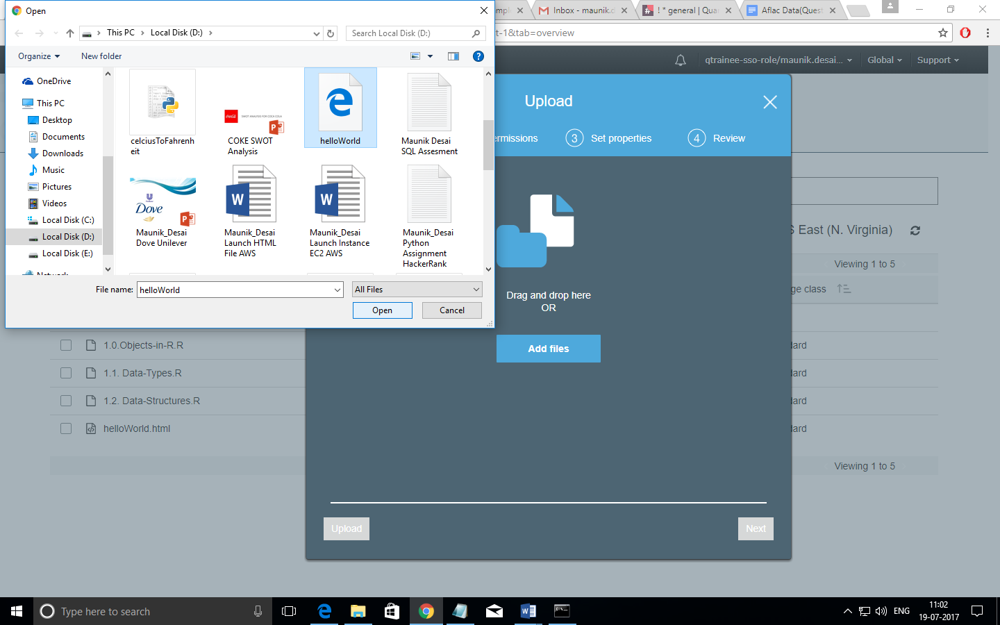 Open
Inbox - maunik.d
! * general | Qua
Aflac Data(Quest
This PC > Local Disk (D:) >
Search Local Disk (D:)
t-1&tab=overview
Organize
New folder
qtrainee-sso-role/maunik.desai...
Global
Support
OneDrive
This PC
Desktop
Documents
Downloads
Music
Pictures
Videos
Local Disk (C:)
Local Disk (D:)
Local Disk (E:)
Network
celciusToFahrenh
eit
COKE SWOT
Analysis
helloWorld
Maunik Desai
SQL Assesment
Dove
Maunik_Desai
Dove Unilever
Maunik_Desai
Launch HTML
File AWS
Maunik_Desai
Launch Instance
EC2 AWS
Maunik_Desai
Python
Assignment
HackerRank
File name:
helloWorld
All Files
Open
Cancel
Upload
ermissions
3 Set properties
4 Review
Drag and drop here
OR
Add files
Upload
Next
S East (N. Virginia)
Viewing 1 to 5
ge class
1.0.Objects-in-R.R
dard
1.1. Data-Types.R
dard
1.2. Data-Structures.R
dard
helloWorld.html
dard
Viewing 1 to 5
Type here to search
ENG
11:02
19-07-2017